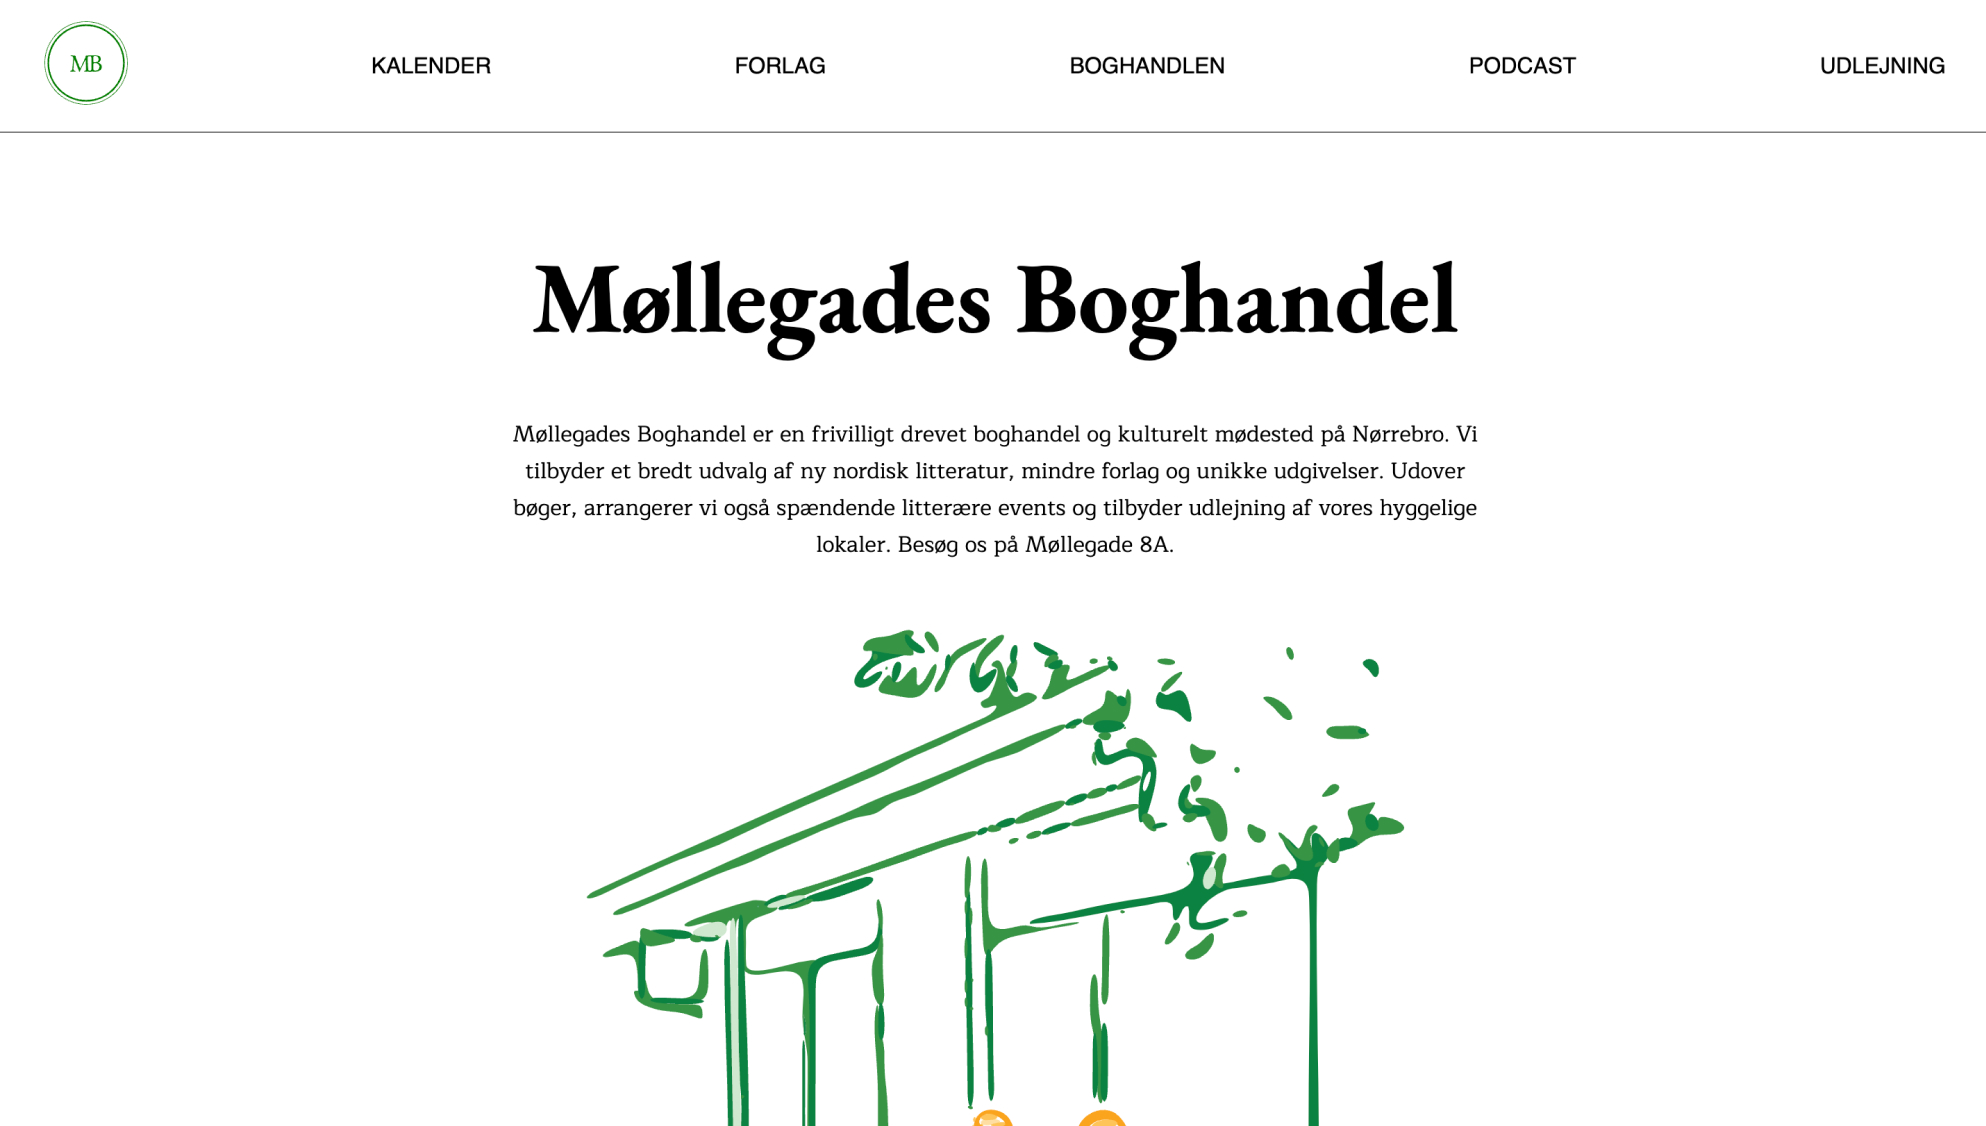 MB
KALENDER
FORLAG
BOGHANDLEN
PODCAST
UDLEJNING
Møllegades Boghandel
Møllegades Boghandel er en frivilligt drevet boghandel og kulturelt mødested på Nørrebro. Vi
tilbyder et bredt udvalg af ny nordisk litteratur, mindre forlag og unikke udgivelser. Udover
bøger, arrangerer vi også spændende litterære events og tilbyder udlejning af vores hyggelige
lokaler. Besøg os på Møllegade 8A.